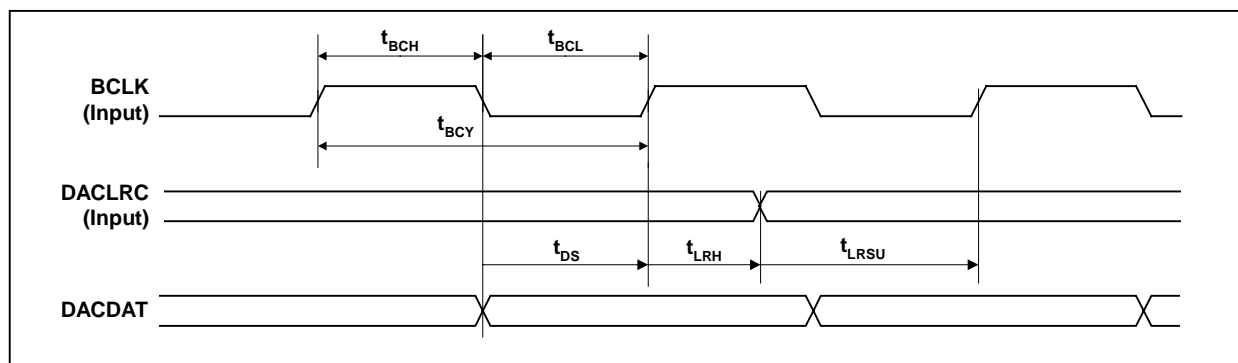 tBCH
tBCL
BCLK
(Input)
tBCY
DACLRC
(Input)
tDS
tLRH
tLRSU
DACDAT